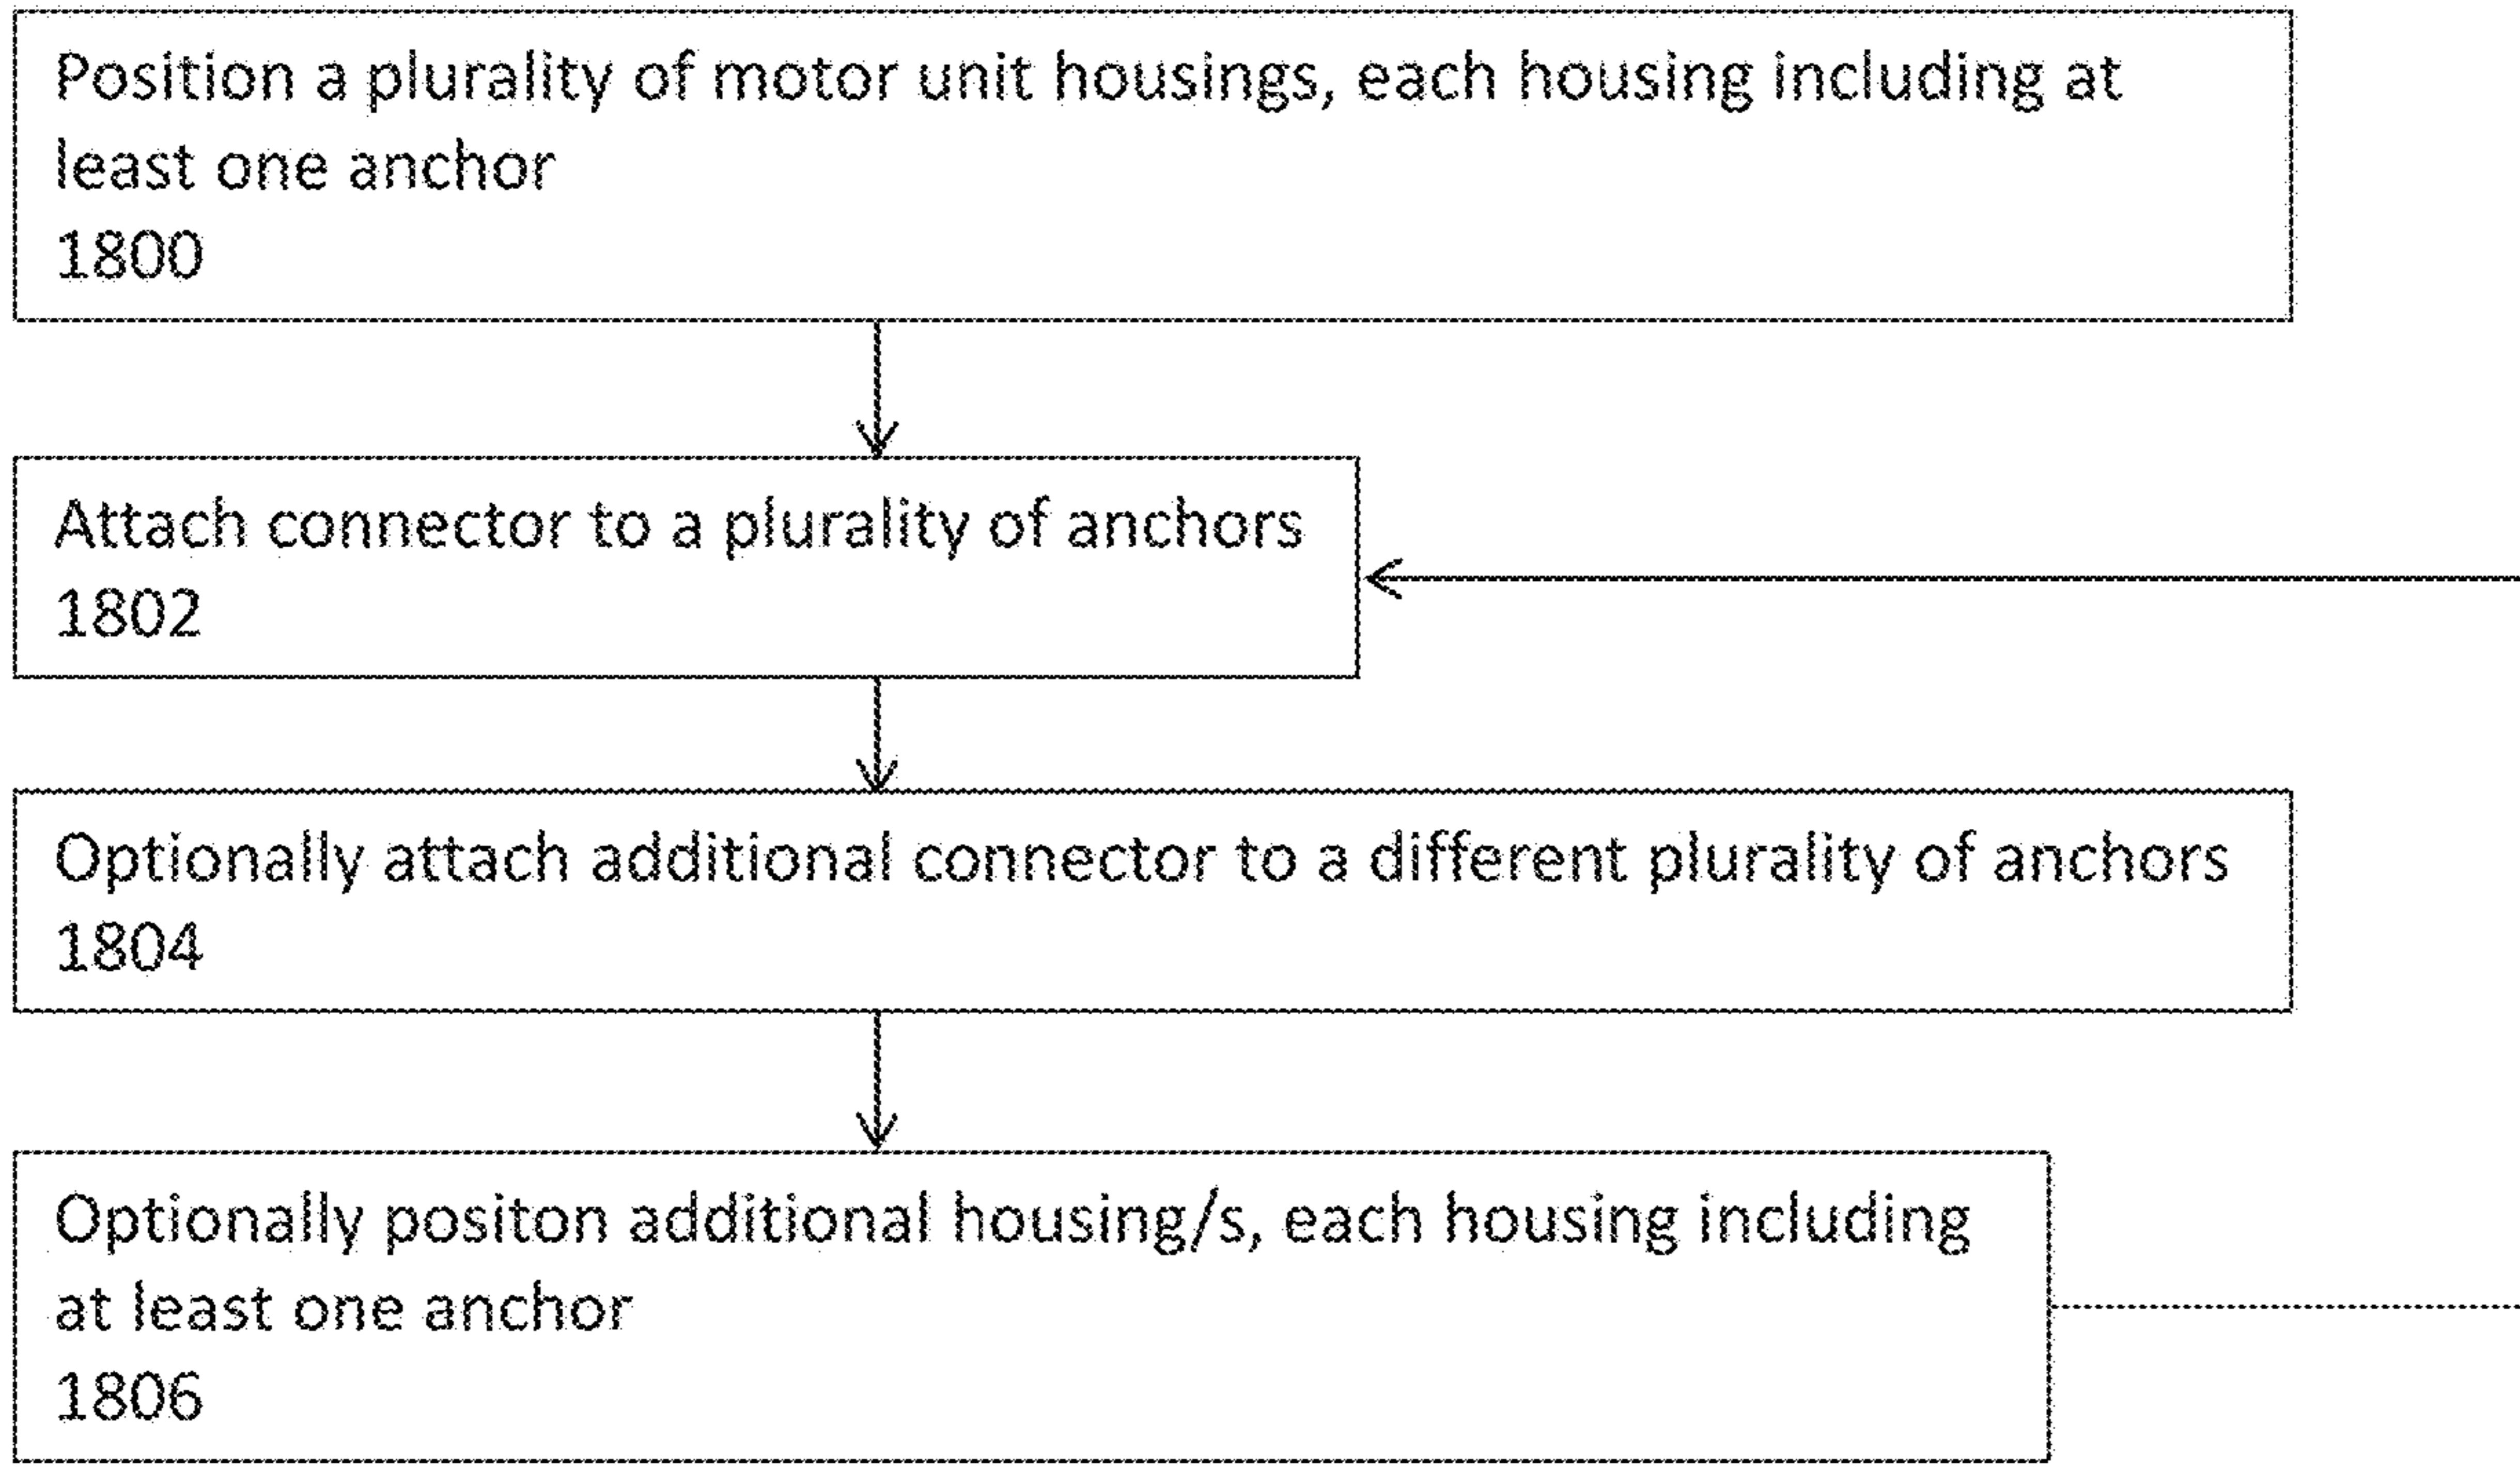 Position a plurality of motor unit housings, each housing including at
least one anchor
1800
Attach connector to a plurality of anchors
1802
Optionally attach additional connector to a different plurality of anchors
1804
Optionally positon additional housing/s, each housing including
at least one anchor
1806